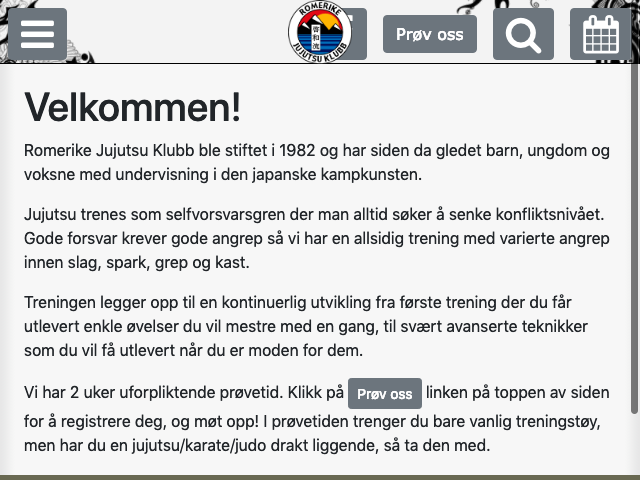 ROMERIKE
JUJUTSU KLUBB
Prøv oss
Velkommen!
Romerike Jujutsu Klubb ble stiftet i 1982 og har siden da gledet barn, ungdom og
voksne med undervisning i den japanske kampkunsten.
Jujutsu trenes som selfvorsvarsgren der man alltid søker å senke konfliktsnivået.
Gode forsvar krever gode angrep så vi har en allsidig trening med varierte angrep
innen slag, spark, grep og kast.
Treningen legger opp til en kontinuerlig utvikling fra første trening der du får
utlevert enkle øvelser du vil mestre med en gang, til svært avanserte teknikker
som du vil få utlevert når du er moden for dem.
Vi har 2 uker uforpliktende prøvetid. Klikk på Prøv oss linken på toppen av siden
for å registrere deg, og møt opp! I prøvetiden trenger du bare vanlig treningstøy,
men har du en jujutsu/karate/judo drakt liggende, så ta den med.